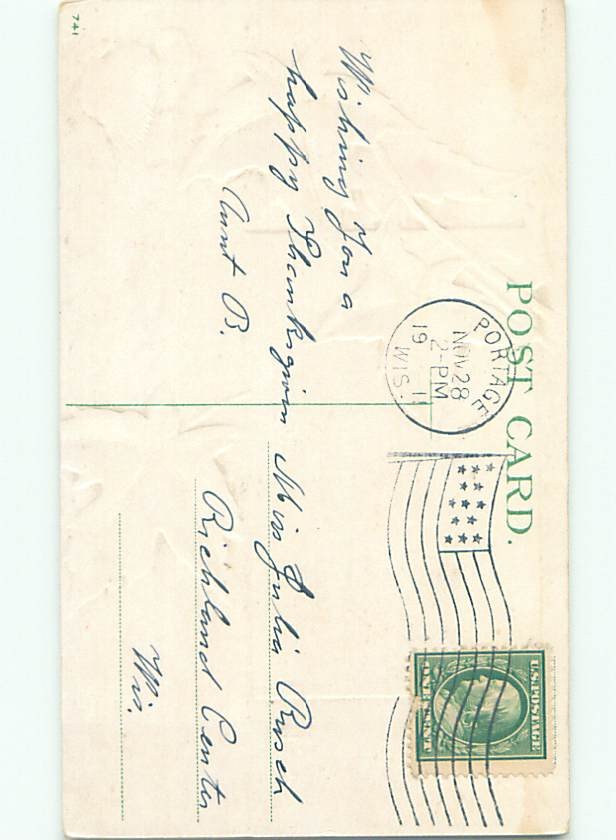 POST CARD.
PORTAGE
NOV 28
2-PM
1911
WIS.
U.S. POSTAGE
ONE CENT
Wishing You a
happy Thanksgivin
Aunt B.
Miss Julia Rusch
Richland Center
Wis.
741